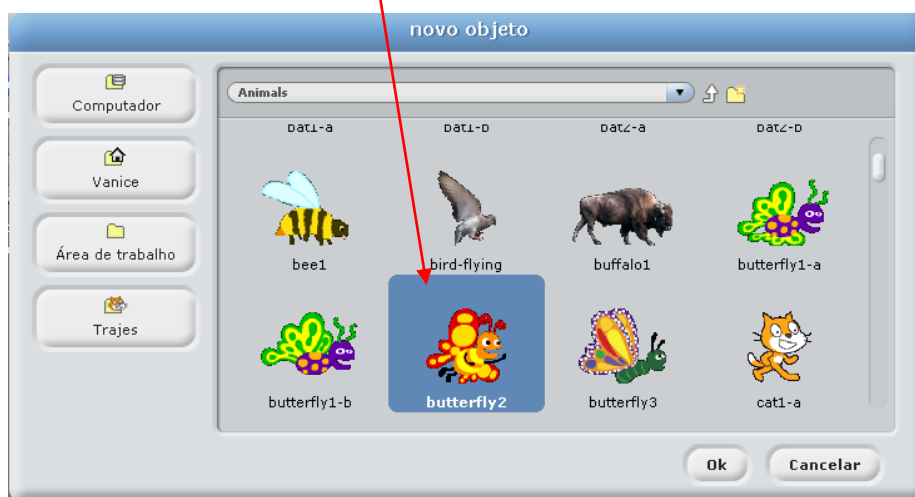 novo objeto
Computador
Vanice
Área de trabalho
Trajes
Animals
bat1-a bat1-b bat2-a bat2-b
bee1 bird-flying buffalo1 butterfly1-a
butterfly1-b butterfly2 butterfly3 cat1-a
Ok Cancelar